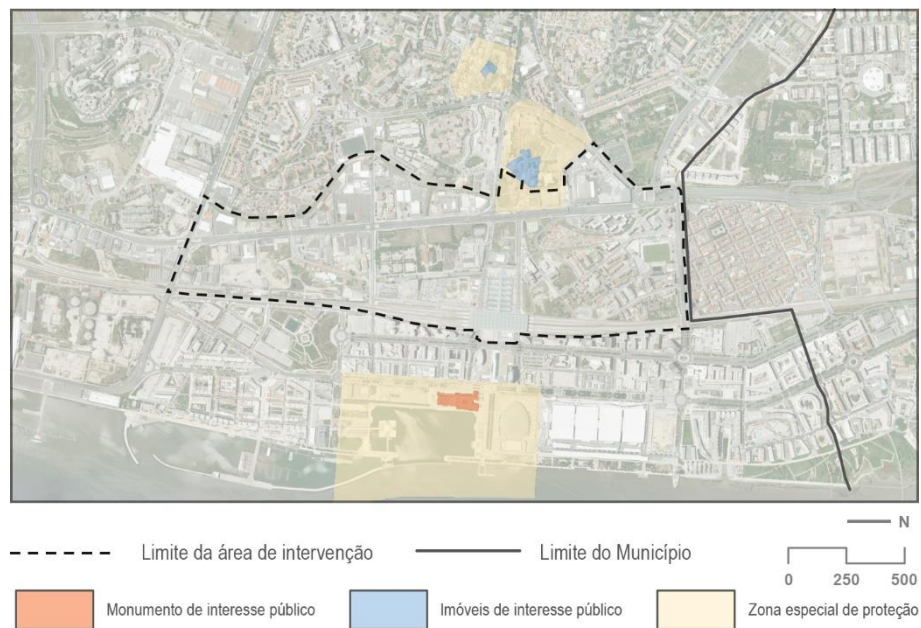 N
Limite da área de intervenção
Limite do Município
0 250 500
Monumento de interesse público
Imóveis de interesse público
Zona especial de proteção